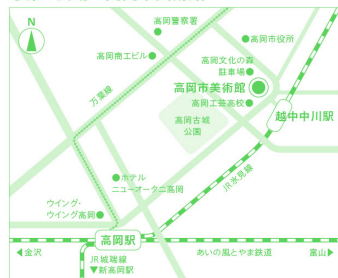 N
高岡警察署
高岡市役所
高岡商工ビル
高岡文化の森
駐車場
万葉線
高岡市美術館
高岡工芸高校
越中中川駅
高岡古城
公園
JR氷見線
ホテル
ニューオータニ高岡
ウイング・
ウイング高岡
高岡駅
金沢
あいの風とやま鉄道
富山
JR城端線
新高岡駅